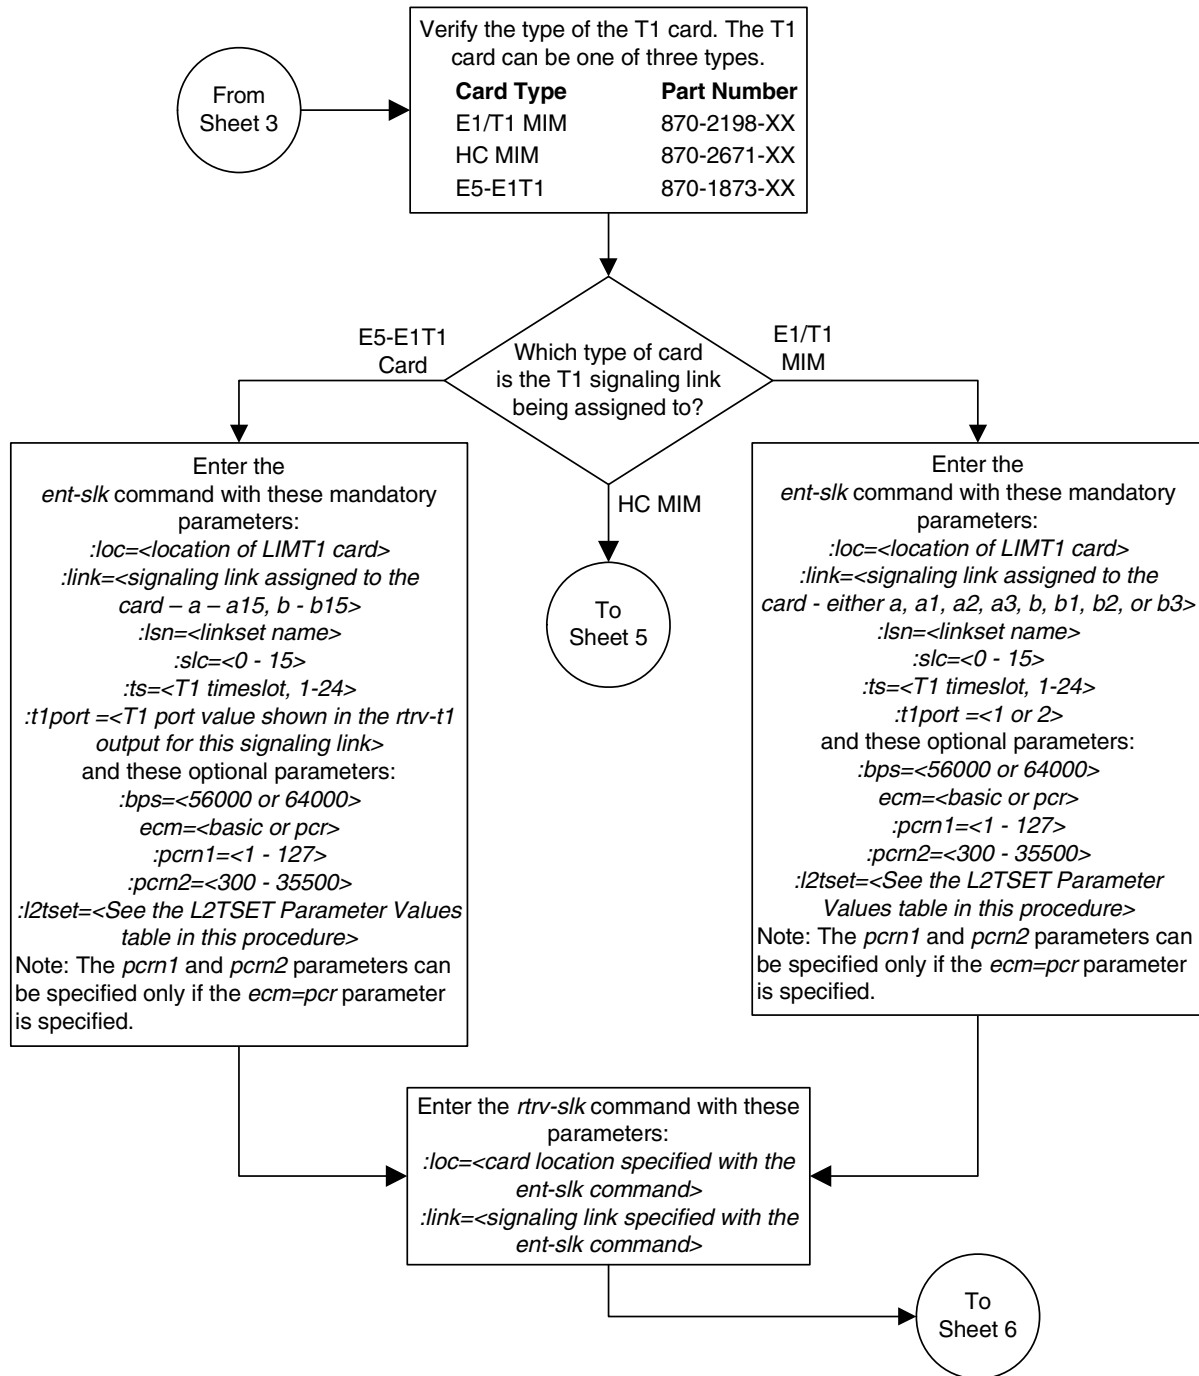 Verify the type of the T1 card. The T1
card can be one of three types.
Card Type Part Number
E1/T1 MIM 870-2198-XX
HC MIM 870-2671-XX
E5-E1T1 870-1873-XX
From
Sheet 3
Which type of card
is the T1 signaling link
being assigned to?
E5-E1T1
Card
E1/T1
MIM
HC MIM
To
Sheet 5
Enter the
ent-slk command with these mandatory
parameters:
:loc=<location of LIMT1 card>
:link=<signaling link assigned to the
card – a – a15, b - b15>
:lsn=<linkset name>
:slc=<0 - 15>
:ts=<T1 timeslot, 1-24>
:t1port =<T1 port value shown in the rtrv-t1
output for this signaling link>
and these optional parameters:
:bps=<56000 or 64000>
ecm=<basic or pcr>
:pcrn1=<1 - 127>
:pcrn2=<300 - 35500>
:l2tset=<See the L2TSET Parameter Values
table in this procedure>
Note: The pcrn1 and pcrn2 parameters can
be specified only if the ecm=pcr parameter
is specified.
Enter the
ent-slk command with these mandatory
parameters:
:loc=<location of LIMT1 card>
:link=<signaling link assigned to the
card - either a, a1, a2, a3, b, b1, b2, or b3>
:lsn=<linkset name>
:slc=<0 - 15>
:ts=<T1 timeslot, 1-24>
:t1port =<1 or 2>
and these optional parameters:
:bps=<56000 or 64000>
ecm=<basic or pcr>
:pcrn1=<1 - 127>
:pcrn2=<300 - 35500>
:l2tset=<See the L2TSET Parameter
Values table in this procedure>
Note: The pcrn1 and pcrn2 parameters can
be specified only if the ecm=pcr parameter
is specified.
Enter the rtrv-slk command with these
parameters:
:loc=<card location specified with the
ent-slk command>
:link=<signaling link specified with the
ent-slk command>
To
Sheet 6